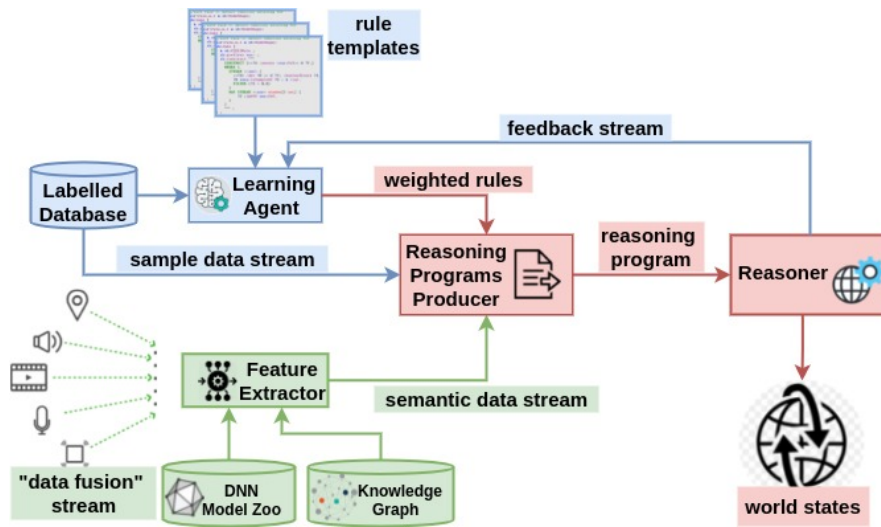 rule
templates
feedback stream
Labelled
Database
Learning
Agent
weighted rules
sample data stream
Reasoning
Programs
Producer
reasoning
program
Reasoner
Feature
Extractor
semantic data stream
"data fusion"
stream
DNN
Model Zoo
Knowledge
Graph
world states